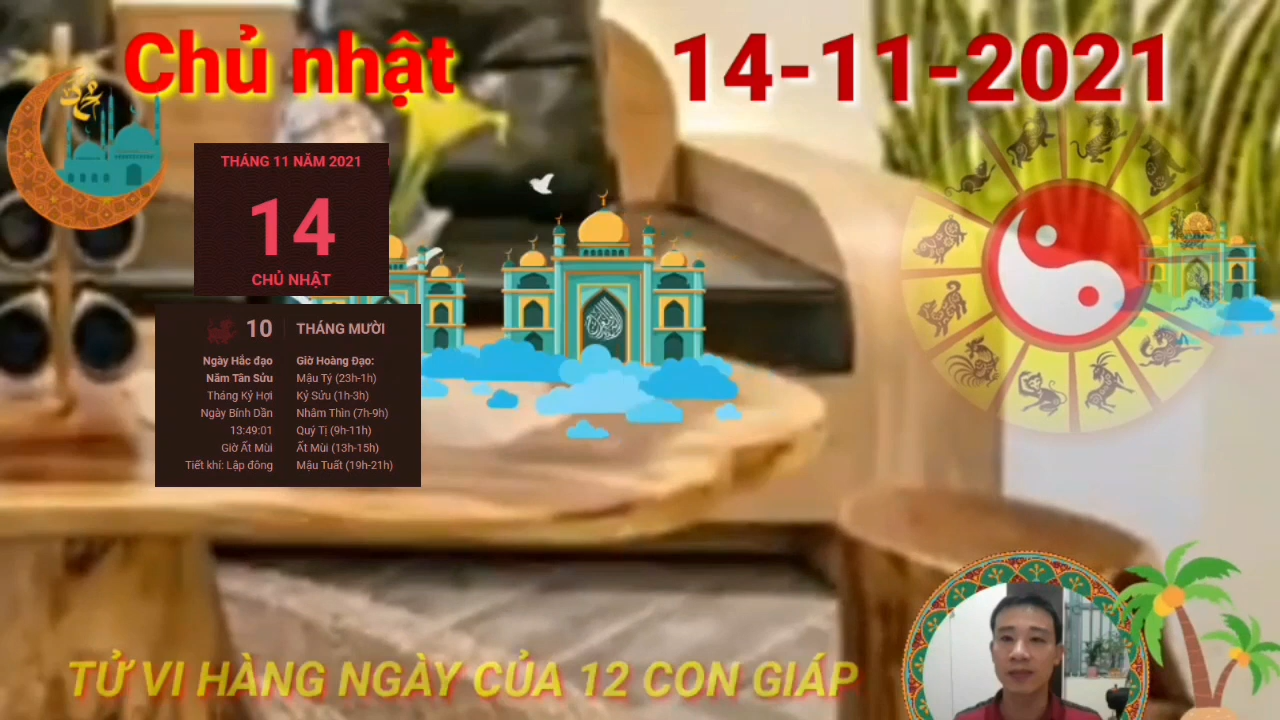 Chủ nhật
14-11-2021
THÁNG 11 NĂM 2021
14
CHỦ NHẬT
10 THÁNG MƯỜI
Ngày Hắc đạo Giờ Hoàng Đạo:
Năm Tân Sửu Mậu Tý (23h-1h)
Tháng Kỷ Hợi Kỷ Sửu (1h-3h)
Ngày Bính Dần Nhâm Thìn (7h-9h)
13:49:01 Quý Tị (9h-11h)
Giờ Ất Mùi Ất Mùi (13h-15h)
Tiết khí: Lập đông Mậu Tuất (19h-21h)
TỬ VI HÀNG NGÀY CỦA 12 CON GIÁP